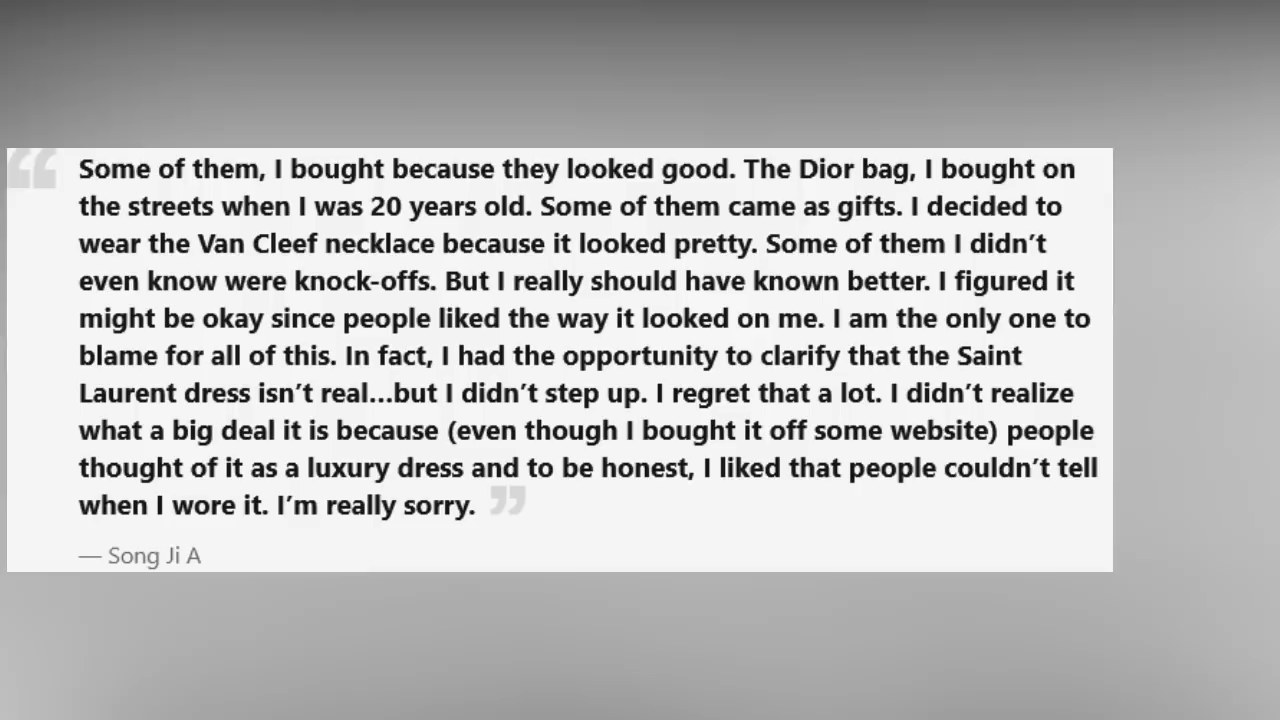 “ Some of them, I bought because they looked good. The Dior bag, I bought on
the streets when I was 20 years old. Some of them came as gifts. I decided to
wear the Van Cleef necklace because it looked pretty. Some of them I didn’t
even know were knock-offs. But I really should have known better. I figured it
might be okay since people liked the way it looked on me. I am the only one to
blame for all of this. In fact, I had the opportunity to clarify that the Saint
Laurent dress isn’t real...but I didn’t step up. I regret that a lot. I didn’t realize
what a big deal it is because (even though I bought it off some website) people
thought of it as a luxury dress and to be honest, I liked that people couldn’t tell
when I wore it. I’m really sorry. ”
— Song Ji A